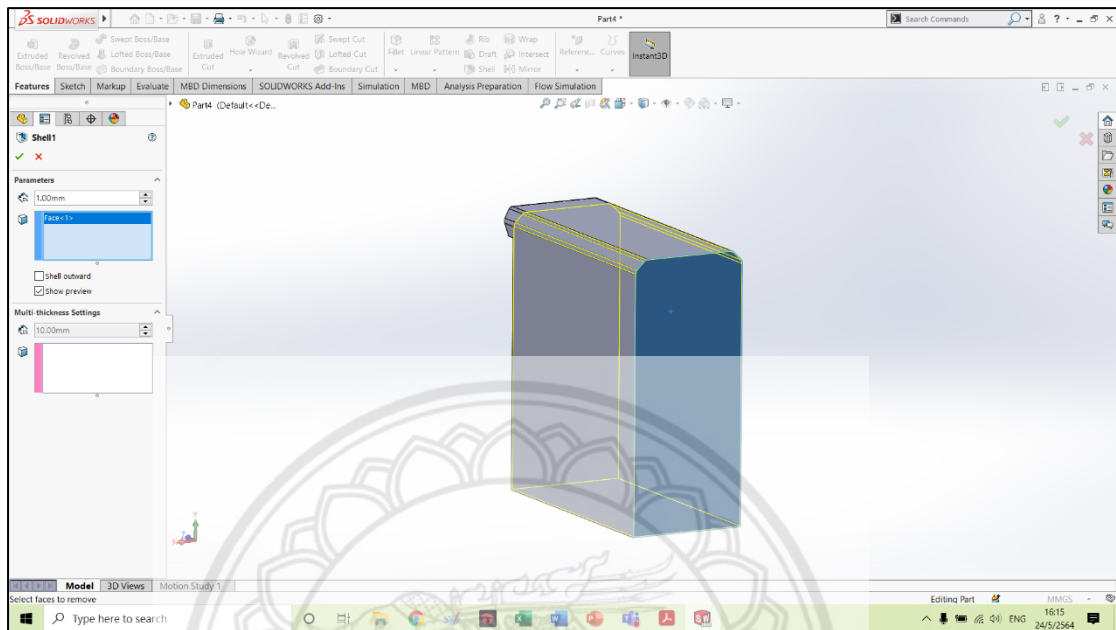 SOLIDWORKS
Part4 *
Search Commands
Extruded Boss/Base
Revolved Boss/Base
Swept Boss/Base
Lofted Boss/Base
Boundary Boss/Base
Extruded Cut
Hole Wizard
Revolved Cut
Swept Cut
Lofted Cut
Boundary Cut
Fillet
Linear Pattern
Rib
Draft
Shell
Wrap
Intersect
Mirror
Referenc...
Curves
Instant3D
Features Sketch Markup Evaluate MBD Dimensions SOLIDWORKS Add-Ins Simulation MBD Analysis Preparation Flow Simulation
Part4 (Default<<De...
Shell1
Parameters
1.00mm
Face<1>
Shell outward
Show preview
Multi-thickness Settings
10.00mm
Y
X
Z
Model 3D Views Motion Study 1
Select faces to remove
Editing Part
MMGS
Type here to search
ENG
16:15
24/5/2564